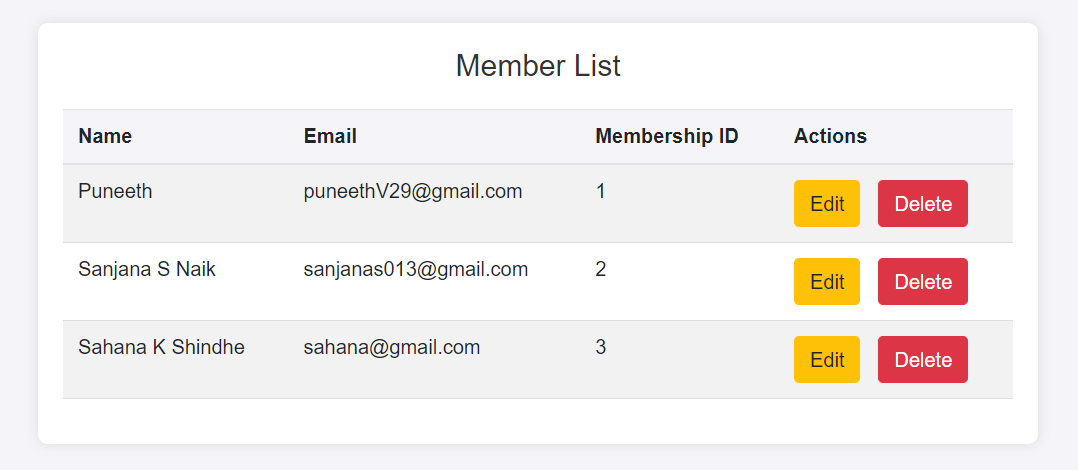 Member List
Name Email Membership ID Actions
Puneeth puneethV29@gmail.com 1 Edit Delete
Sanjana S Naik sanjanas013@gmail.com 2 Edit Delete
Sahana K Shindhe sahana@gmail.com 3 Edit Delete